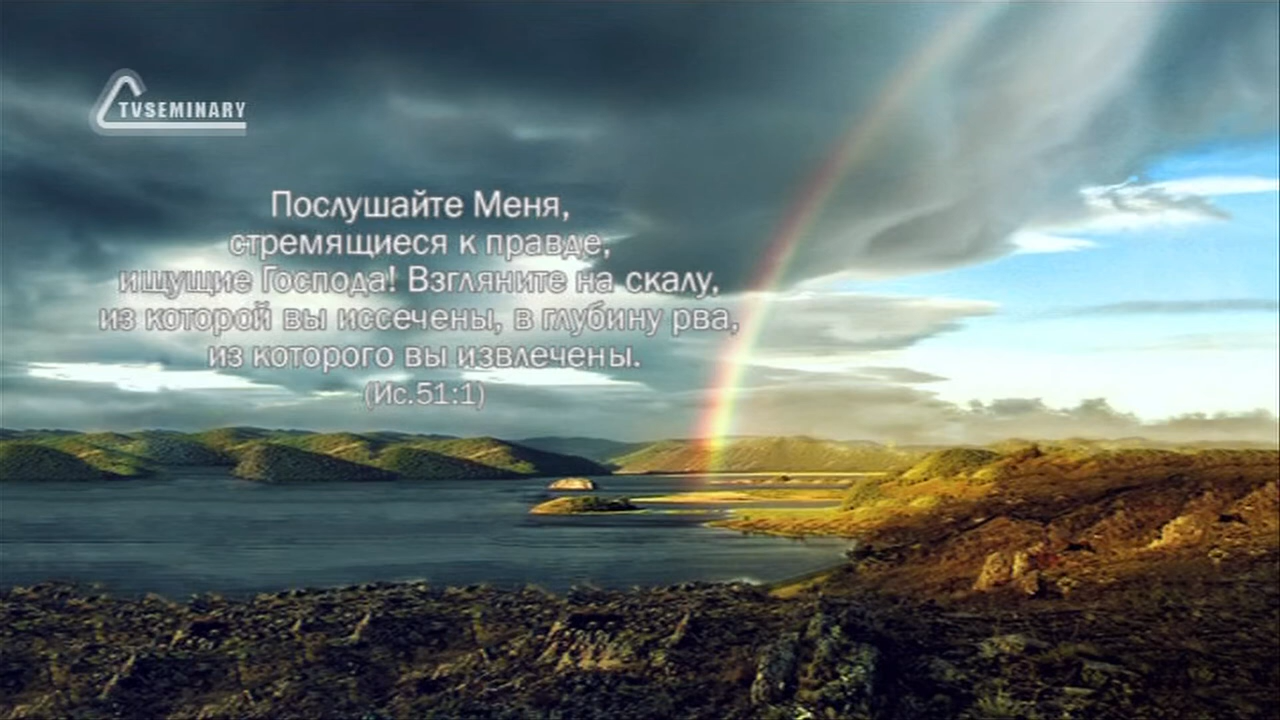 TVSEMINARY
Послушайте Меня,
стремящиеся к правде,
ищущие Господа! Взгляните на скалу,
из которой вы иссечены, в глубину рва,
из которого вы извлечены.
(Ис.51:1)